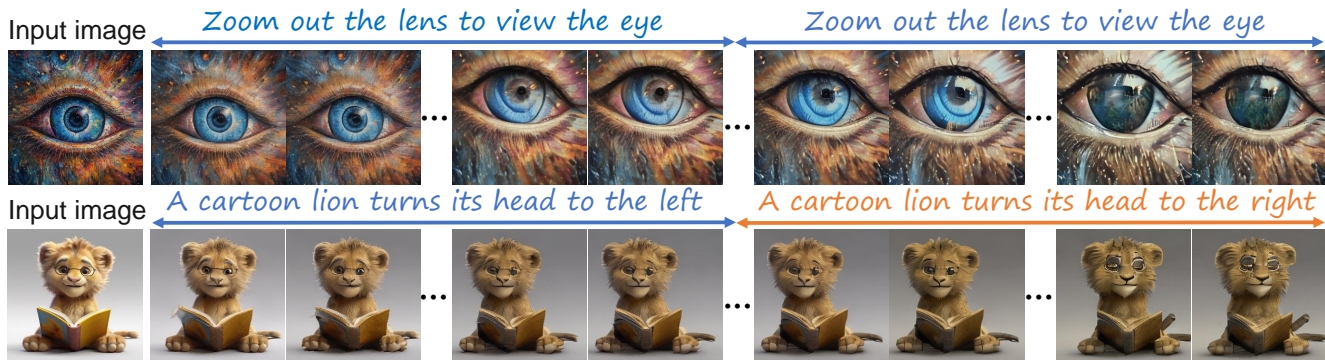 Zoom out the lens to view the eye
Zoom out the lens to view the eye
Input image
...
...
...
Input image
A cartoon lion turns its head to the left
A cartoon lion turns its head to the right
...
...
...